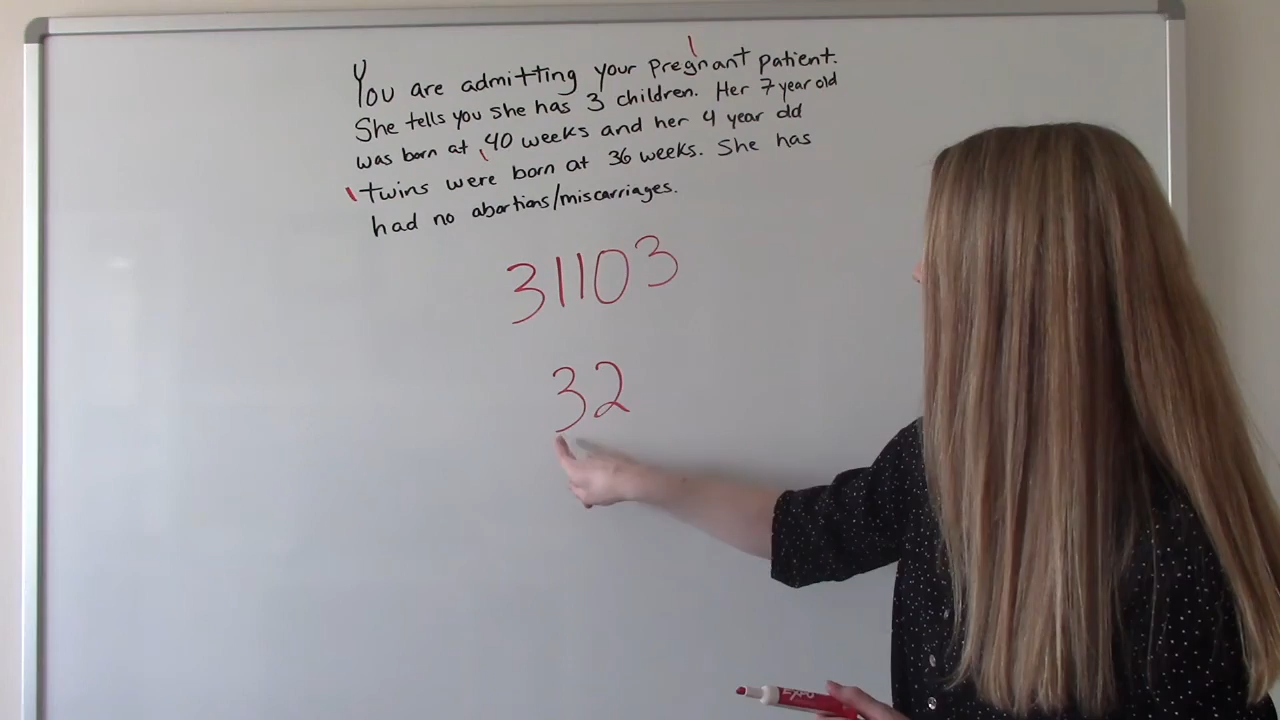 You are admitting your pregnant patient.
She tells you she has 3 children. Her 7 year old
was born at 40 weeks and her 4 year old
twins were born at 36 weeks. She has
had no abortions/miscarriages.
31103
32
EXPO